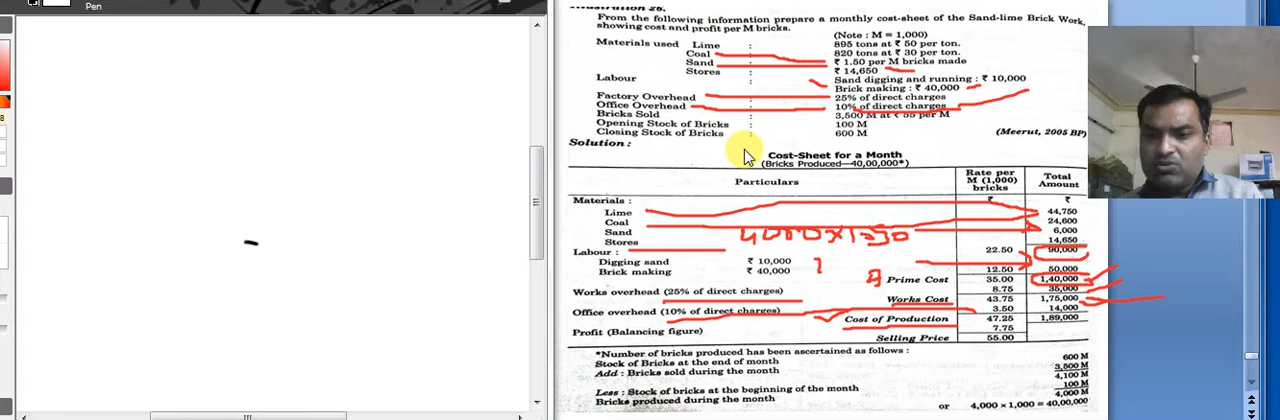 Pen
Illustration 26.
From the following information prepare a monthly cost-sheet of the Sand-lime Brick Work,
showing cost and profit per M bricks.
(Note : M = 1,000)
Materials used Lime : 895 tons at ₹ 50 per ton.
Coal : 820 tons at ₹ 30 per ton.
Sand : ₹ 1.50 per M bricks made
Stores : ₹ 14,650
Labour : Sand digging and running : ₹ 10,000
Brick making : ₹ 40,000
Factory Overhead : 25% of direct charges
Office Overhead : 10% of direct charges
Bricks Sold : 3,500 M at ₹ 55 per M
Opening Stock of Bricks : 100 M
Closing Stock of Bricks : 600 M (Meerut, 2005 BP)
Solution :
Cost-Sheet for a Month
(Bricks Produced—40,00,000*)
Particulars Rate per M (1,000) bricks Total Amount
₹ ₹
Materials :
Lime 44,750
Coal 24,600
Sand 6,000
Stores 14,650
22.50 90,000
Labour :
Digging sand ₹ 10,000
Brick making ₹ 40,000 12.50 50,000
Prime Cost 35.00 1,40,000
Works overhead (25% of direct charges) 8.75 35,000
Works Cost 43.75 1,75,000
Office overhead (10% of direct charges) 3.50 14,000
Cost of Production 47.25 1,89,000
Profit (Balancing figure) 7.75
Selling Price 55.00
*Number of bricks produced has been ascertained as follows :
Stock of Bricks at the end of month 600 M
Add : Bricks sold during the month 3,500 M
4,100 M
Less : Stock of bricks at the beginning of the month 100 M
Bricks produced during the month 4,000 M
or 4,000 × 1,000 = 40,00,000